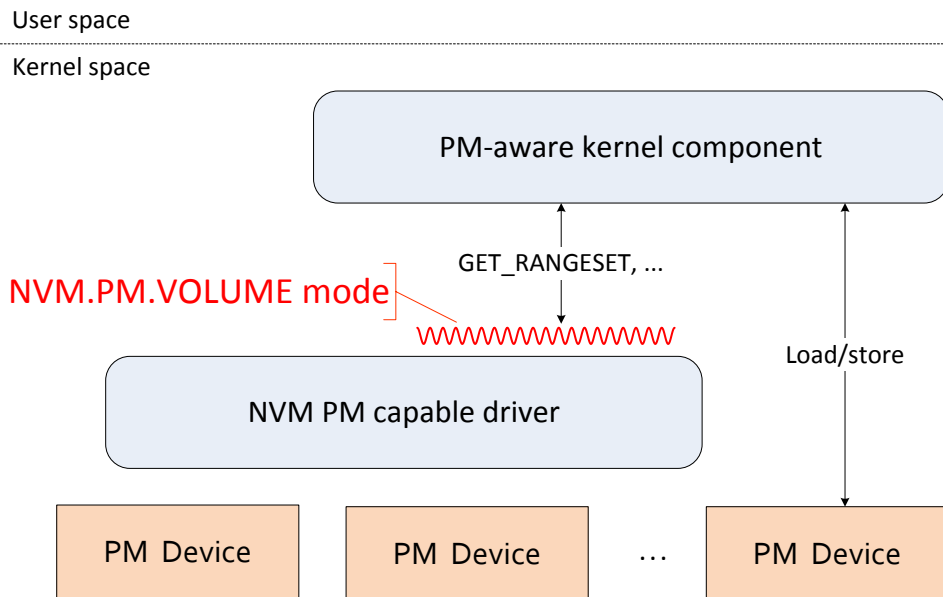 User space
Kernel space
PM-aware kernel component
GET_RANGESET, ...
NVM.PM.VOLUME mode
Load/store
NVM PM capable driver
PM Device
PM Device
...
PM Device